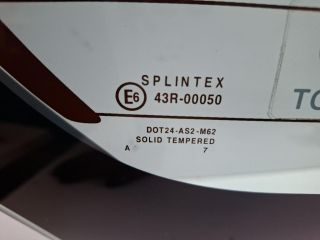 SPLINTEX
E6 43R-00050
TO
DOT24-AS2-M62
SOLID TEMPERED
A 7